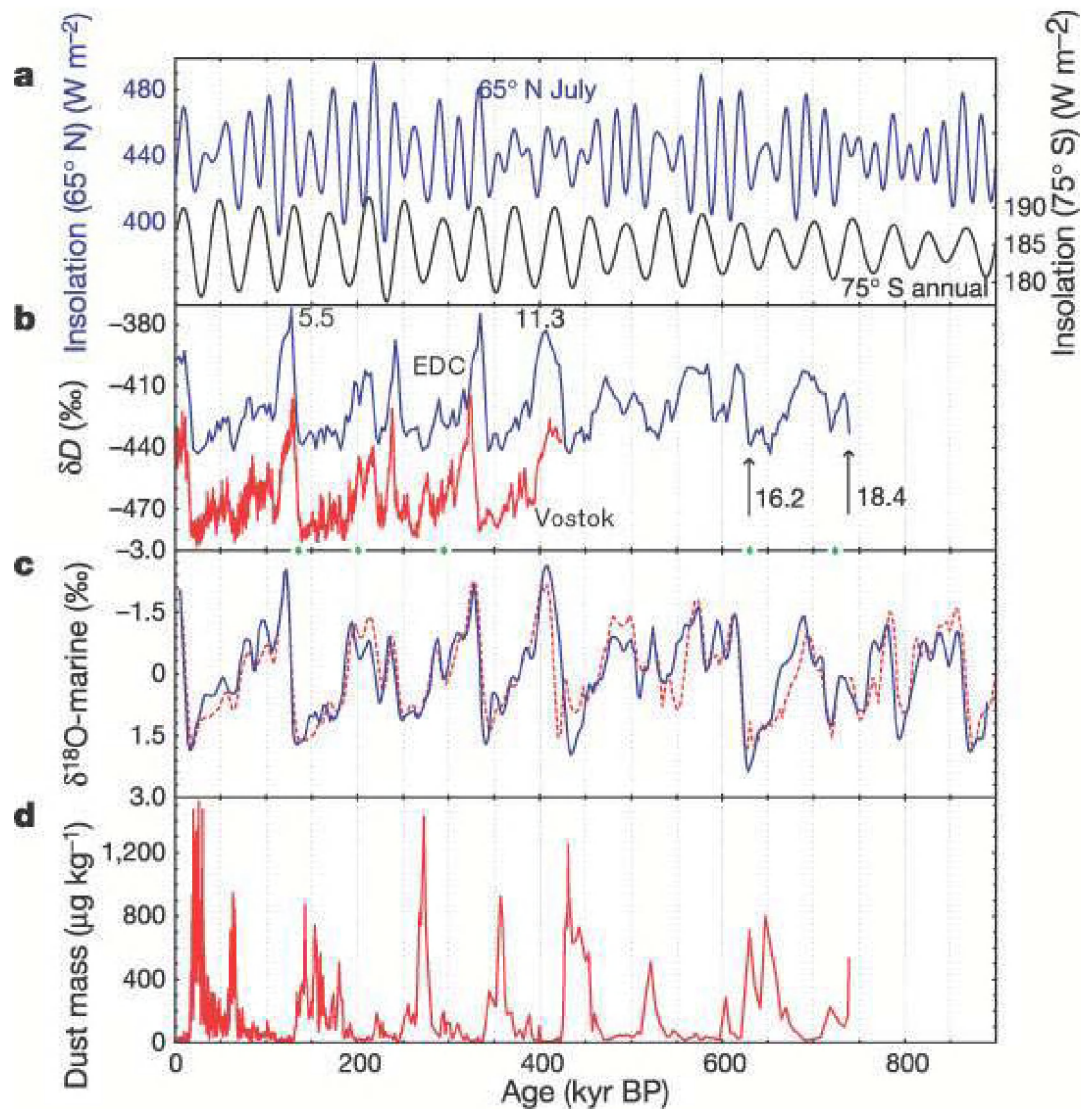 a
Insolation (65° N) (W m⁻²)
480
440
400
65° N July
75° S annual
190
185
180
Insolation (75° S) (W m⁻²)
b
δD (‰)
−380
−410
−440
−470
5.5
11.3
EDC
Vostok
16.2
18.4
c
δ¹⁸O-marine (‰)
−3.0
−1.5
0
1.5
3.0
d
Dust mass (µg kg⁻¹)
1,200
800
400
0
0 200 400 600 800
Age (kyr BP)